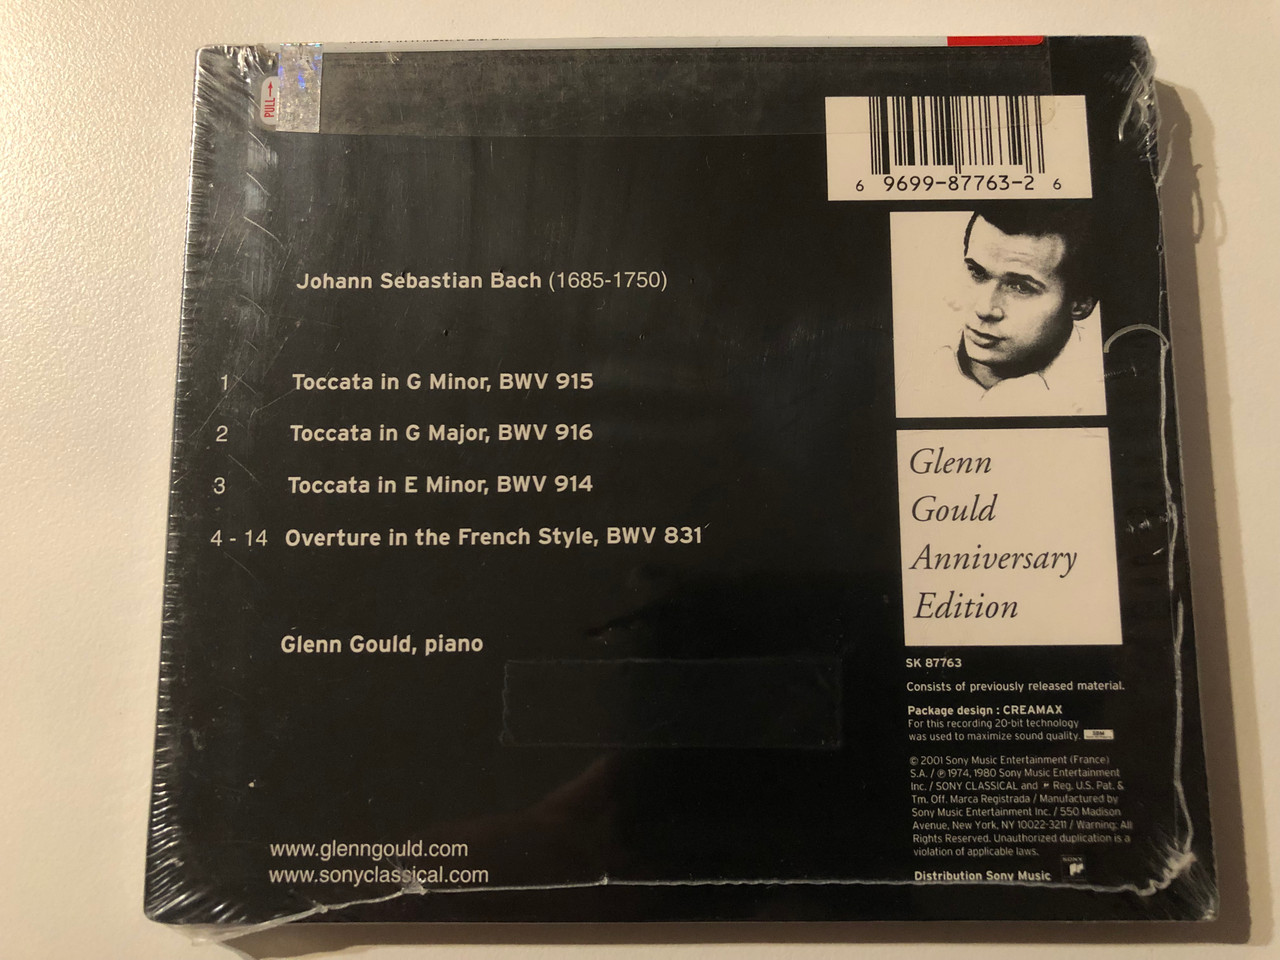 PULL→
6 9699-87763-2 6
Johann Sebastian Bach (1685-1750)
1 Toccata in G Minor, BWV 915
2 Toccata in G Major, BWV 916
3 Toccata in E Minor, BWV 914
4 - 14 Overture in the French Style, BWV 831
Glenn Gould, piano
www.glenngould.com
www.sonyclassical.com
Glenn
Gould
Anniversary
Edition
SK 87763
Consists of previously released material.
Package design : CREAMAX
For this recording 20-bit technology
was used to maximize sound quality. SBM
© 2001 Sony Music Entertainment (France)
S.A. / ℗ 1974, 1980 Sony Music Entertainment
Inc. / SONY CLASSICAL and Reg. U.S. Pat. &
Tm. Off. Marca Registrada / Manufactured by
Sony Music Entertainment Inc. / 550 Madison
Avenue, New York, NY 10022-3211 / Warning: All
Rights Reserved. Unauthorized duplication is a
violation of applicable laws.
Distribution Sony Music
SONY